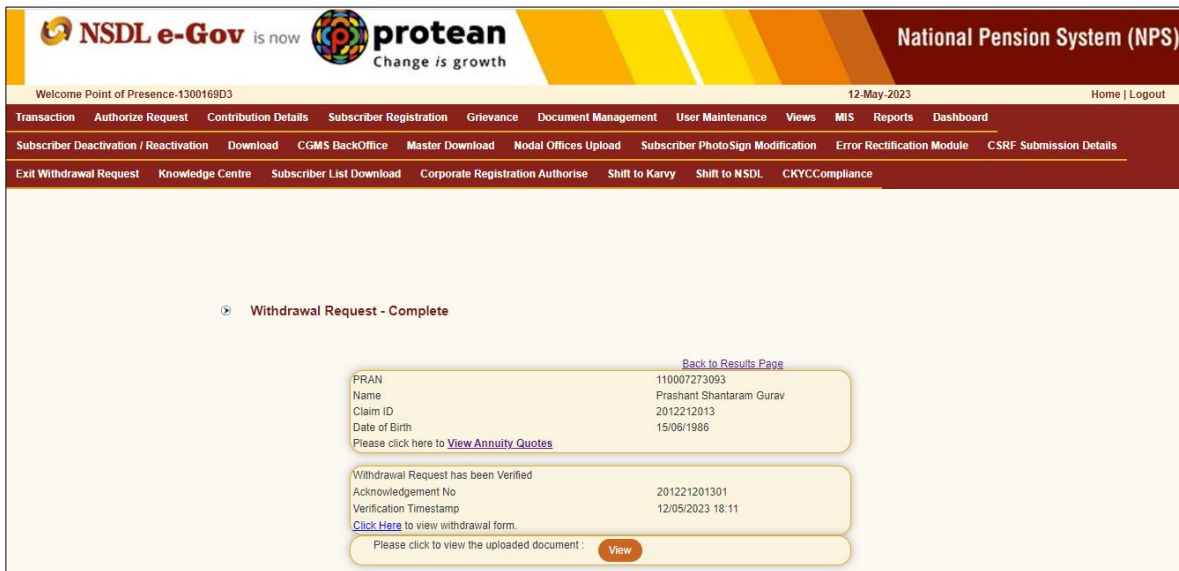 NSDL e-Gov is now protean
Change is growth
National Pension System (NPS)
Welcome Point of Presence-1300169D3 12-May-2023 Home | Logout
Transaction Authorize Request Contribution Details Subscriber Registration Grievance Document Management User Maintenance Views MIS Reports Dashboard
Subscriber Deactivation / Reactivation Download CGMS BackOffice Master Download Nodal Offices Upload Subscriber PhotoSign Modification Error Rectification Module CSRF Submission Details
Exit Withdrawal Request Knowledge Centre Subscriber List Download Corporate Registration Authorise Shift to Karvy Shift to NSDL CKYCCompliance
Withdrawal Request - Complete
Back to Results Page
PRAN 110007273093
Name Prashant Shantaram Gurav
Claim ID 2012212013
Date of Birth 15/06/1986
Please click here to View Annuity Quotes
Withdrawal Request has been Verified
Acknowledgement No 201221201301
Verification Timestamp 12/05/2023 18:11
Click Here to view withdrawal form.
Please click to view the uploaded document : View